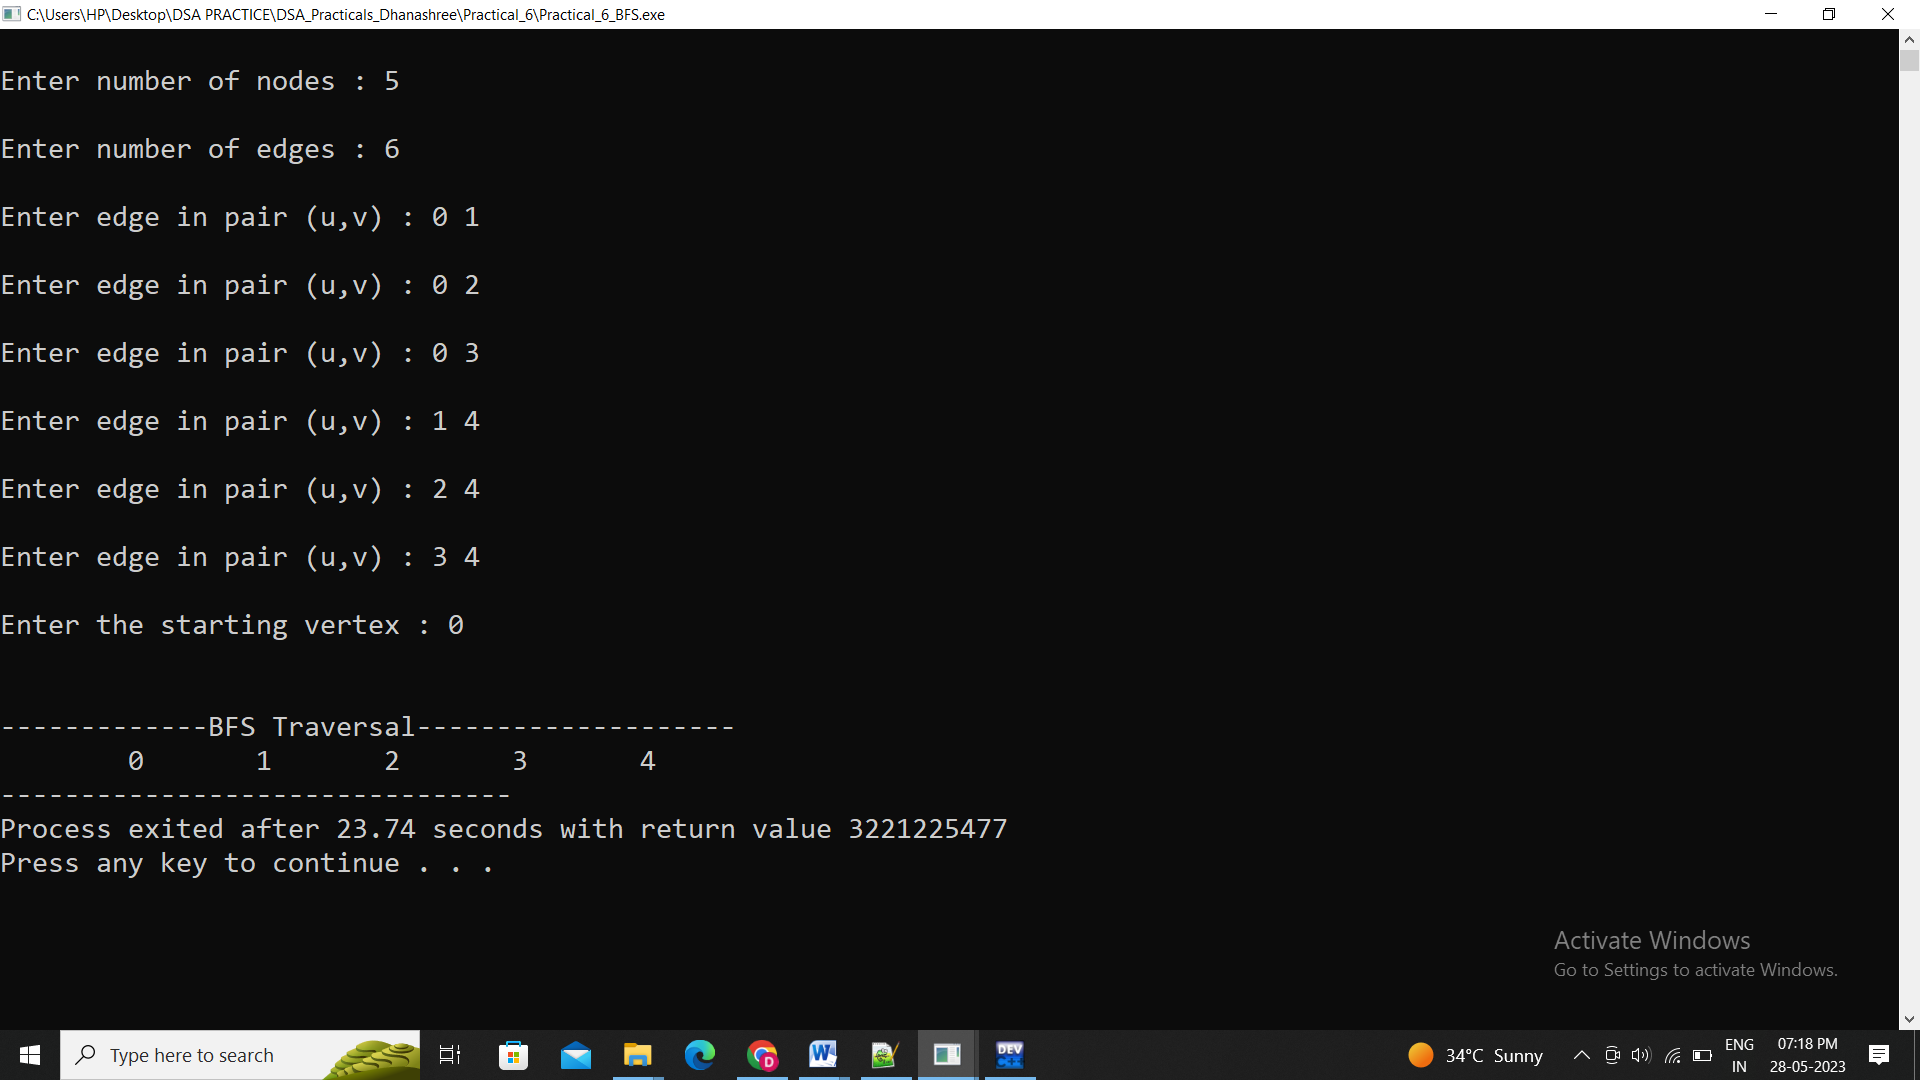 C:\Users\HP\Desktop\DSA PRACTICE\DSA_Practicals_Dhanashree\Practical_6\Practical_6_BFS.exe
Enter number of nodes : 5
Enter number of edges : 6
Enter edge in pair (u,v) : 0 1
Enter edge in pair (u,v) : 0 2
Enter edge in pair (u,v) : 0 3
Enter edge in pair (u,v) : 1 4
Enter edge in pair (u,v) : 2 4
Enter edge in pair (u,v) : 3 4
Enter the starting vertex : 0
-------------BFS Traversal--------------------
0 1 2 3 4
--------------------------------
Process exited after 23.74 seconds with return value 3221225477
Press any key to continue . . .
Activate Windows
Go to Settings to activate Windows.
Type here to search
D
W
DEV
C++
34°C Sunny
ENG
IN
07:18 PM
28-05-2023